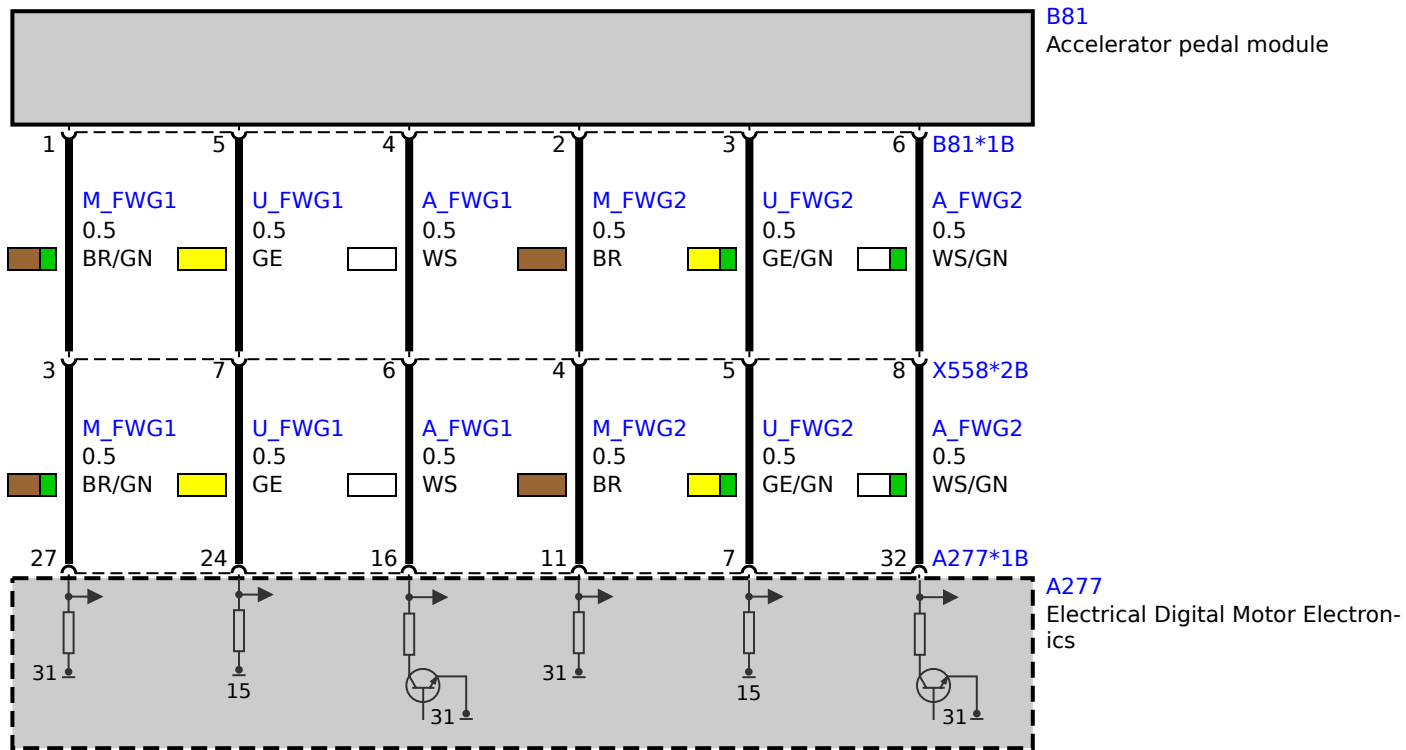 B81
Accelerator pedal module
1 5 4 2 3 6 B81*1B
M_FWG1 U_FWG1 A_FWG1 M_FWG2 U_FWG2 A_FWG2
0.5 0.5 0.5 0.5 0.5 0.5
BR/GN GE WS BR GE/GN WS/GN
3 7 6 4 5 8 X558*2B
M_FWG1 U_FWG1 A_FWG1 M_FWG2 U_FWG2 A_FWG2
0.5 0.5 0.5 0.5 0.5 0.5
BR/GN GE WS BR GE/GN WS/GN
27 24 16 11 7 32 A277*1B
A277
Electrical Digital Motor Electron-
ics
31 15 31 31 15 31